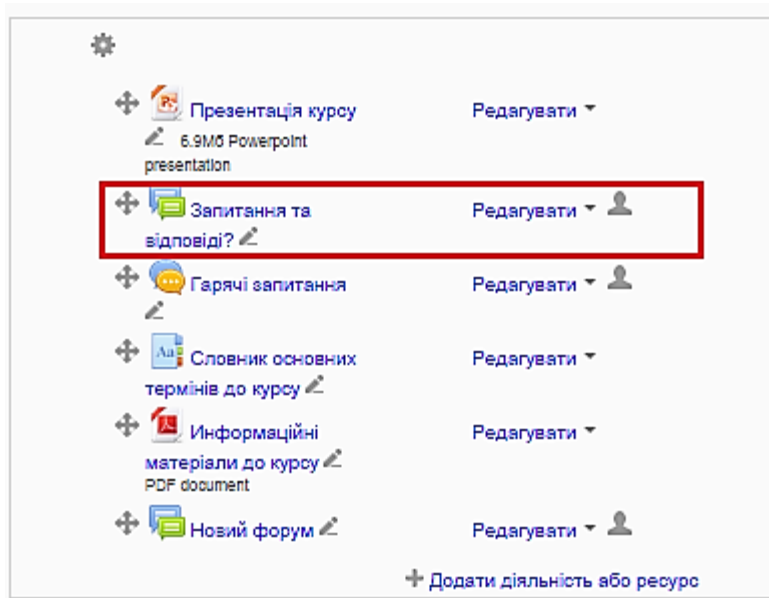 Презентація курсу Редагувати
6.9Мб Powerpoint
presentation
Запитання та Редагувати
відповіді?
Гарячі запитання Редагувати
Словник основних Редагувати
термінів до курсу
Информаційні Редагувати
матеріали до курсу
PDF document
Новий форум Редагувати
Додати діяльність або ресурс